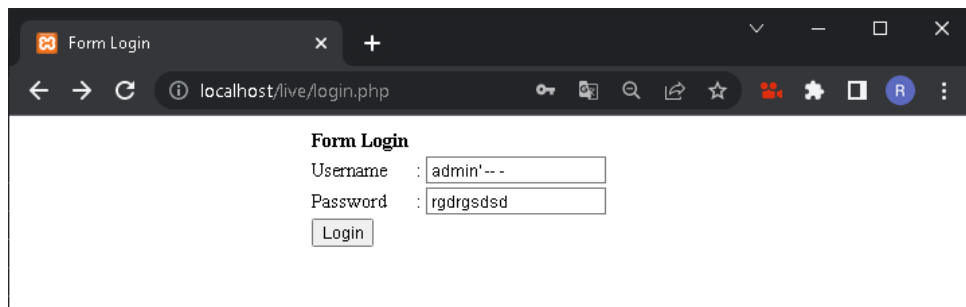 Form Login
localhost/live/login.php
R
Form Login
Username : admin'-- -
Password : rgdrgsdsd
Login